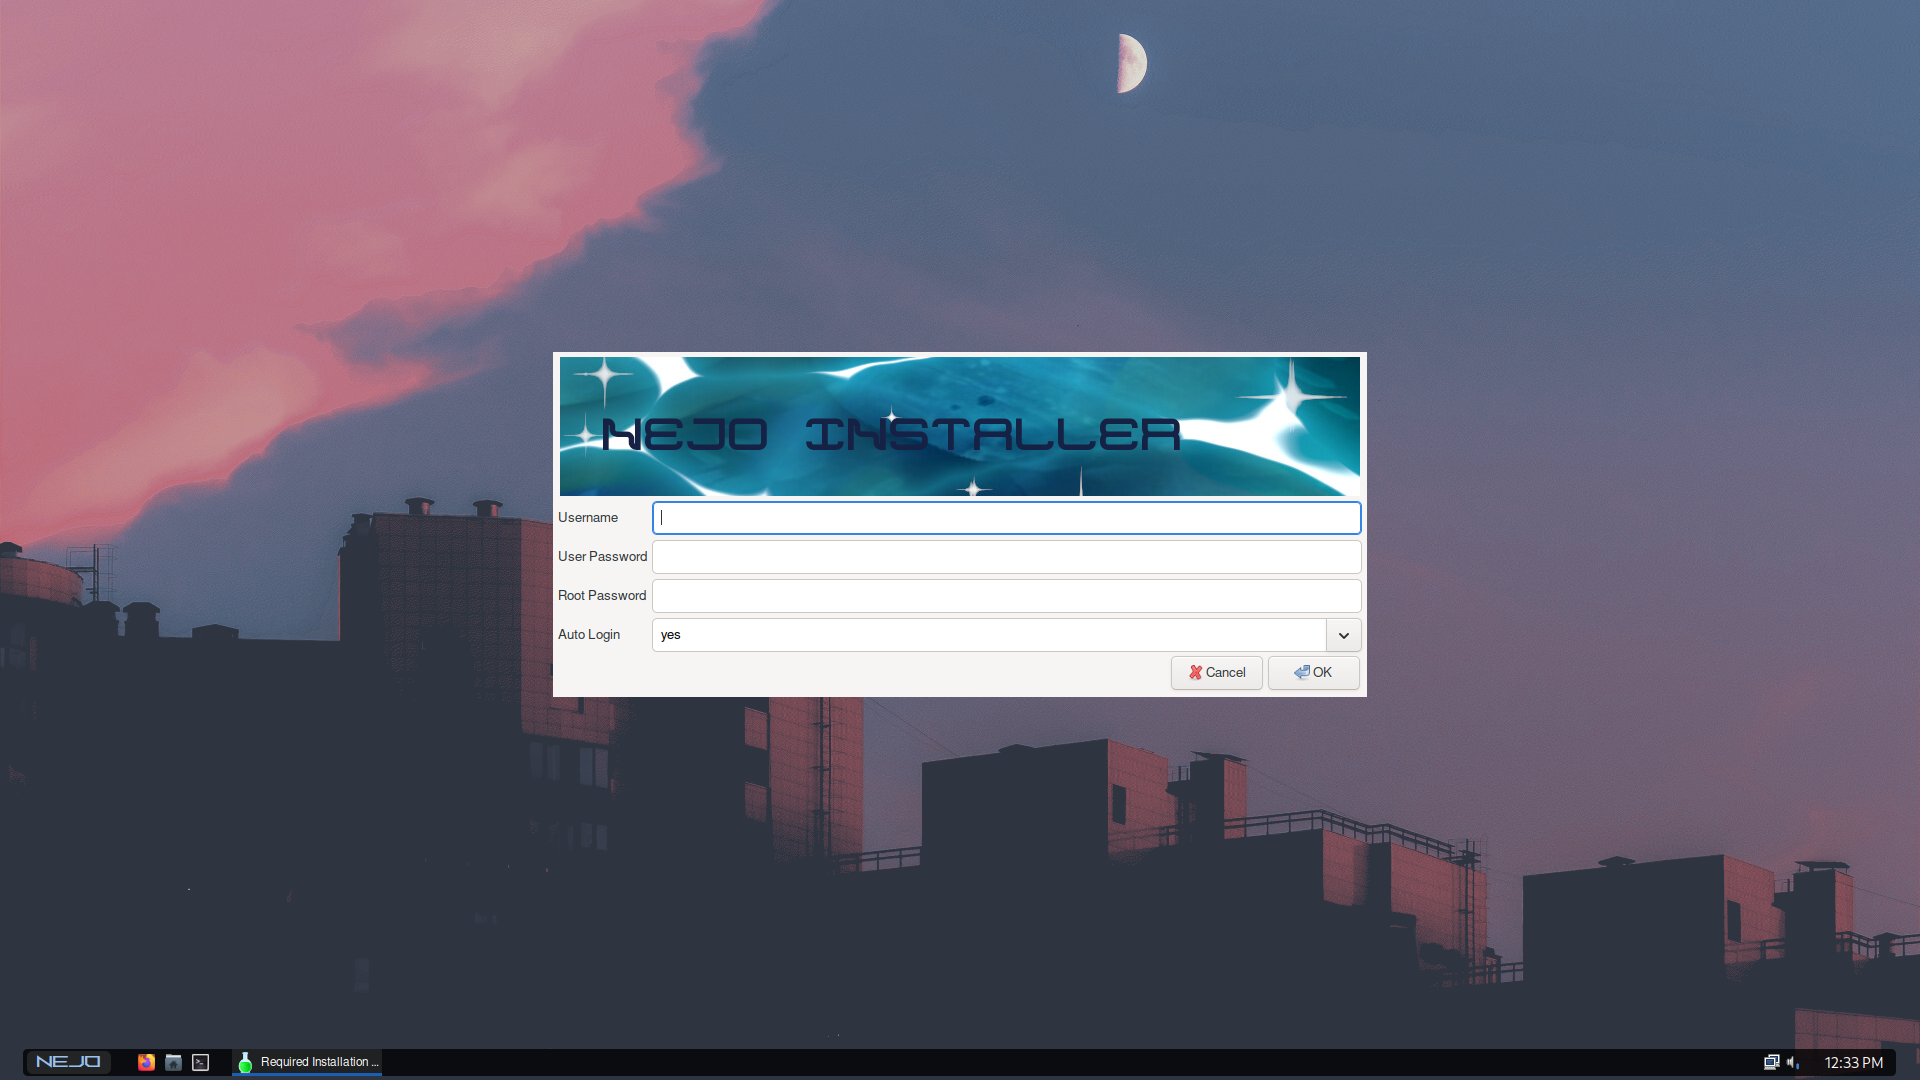 NEJO INSTALLER
Username
User Password
Root Password
Auto Login yes
Cancel OK
NEJO Required Installation ... 12:33 PM